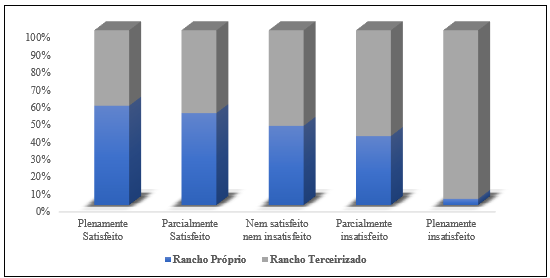 100%
90%
80%
70%
60%
50%
40%
30%
20%
10%
0%
Plenamente
Satisfeito
Parcialmente
Satisfeito
Nem satisfeito
nem insatisfeito
Parcialmente
insatisfeito
Plenamente
insatisfeito
Rancho Próprio
Rancho Terceirizado